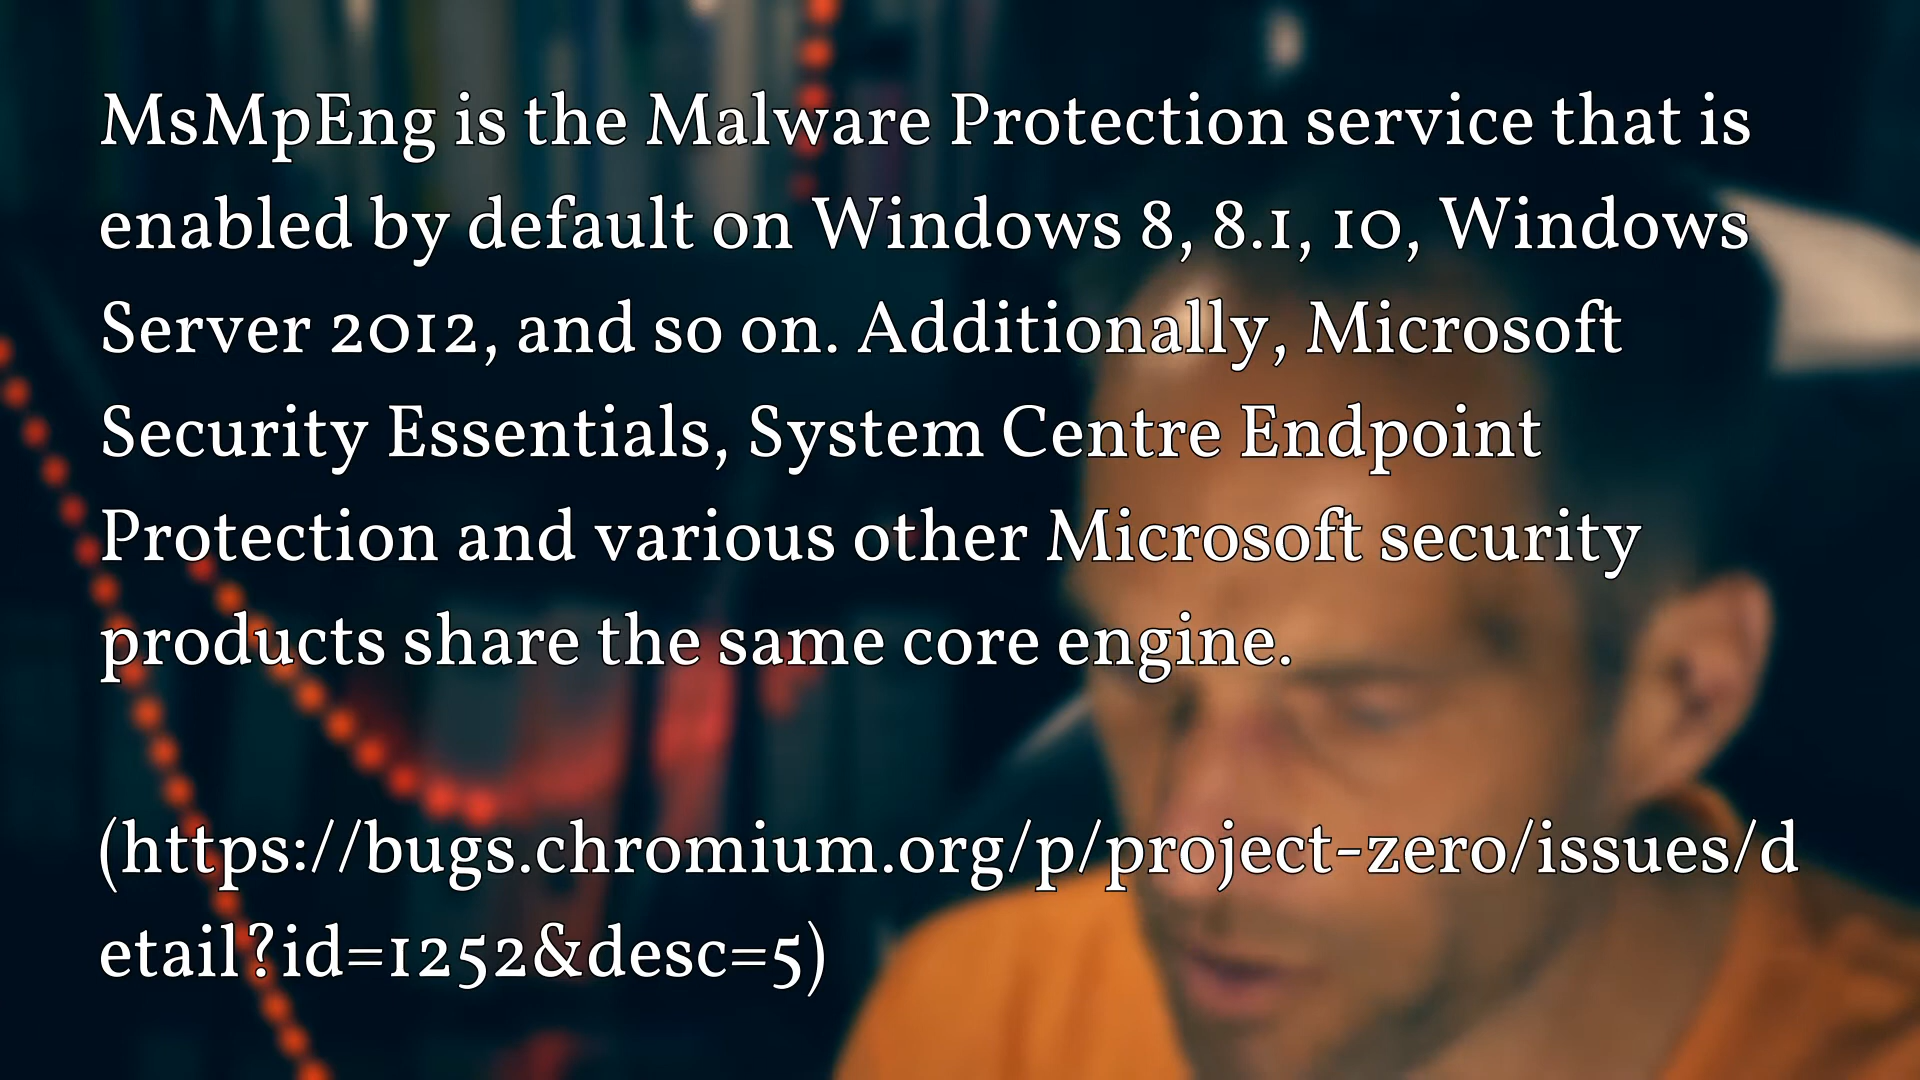 MsMpEng is the Malware Protection service that is
enabled by default on Windows 8, 8.1, 10, Windows
Server 2012, and so on. Additionally, Microsoft
Security Essentials, System Centre Endpoint
Protection and various other Microsoft security
products share the same core engine.
(https://bugs.chromium.org/p/project-zero/issues/d
etail?id=1252&desc=5)